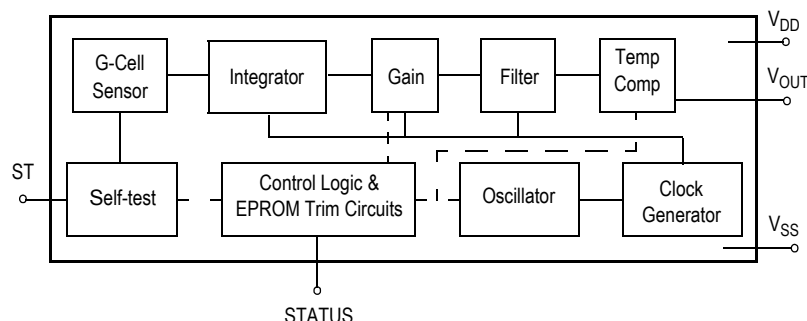 VDD
G-Cell
Sensor
Integrator
Gain
Filter
Temp
Comp
VOUT
ST
Self-test
Control Logic &
EPROM Trim Circuits
Oscillator
Clock
Generator
VSS
STATUS